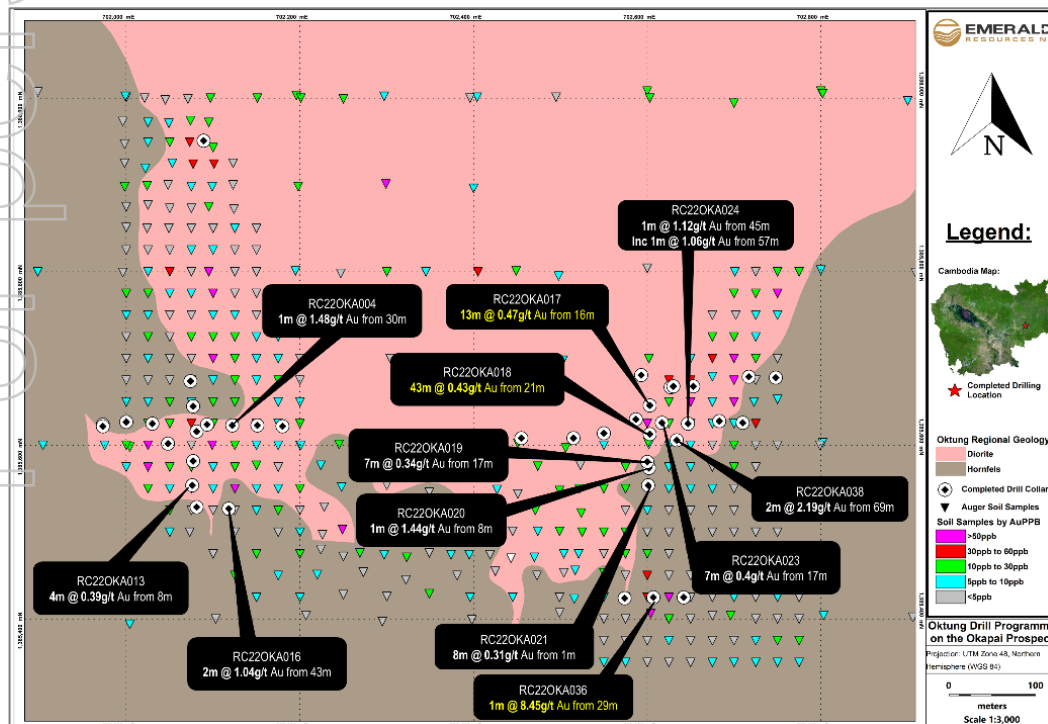 702,000 mE
702,200 mE
702,400 mE
702,600 mE
702,800 mE
EMERALD
RESOURCES N
N
RC22OKA024
1m @ 1.12g/t Au from 45m
Inc 1m @ 1.06g/t Au from 57m
RC22OKA004
1m @ 1.48g/t Au from 30m
RC22OKA017
13m @ 0.47g/t Au from 16m
RC22OKA018
43m @ 0.43g/t Au from 21m
RC22OKA019
7m @ 0.34g/t Au from 17m
RC22OKA020
1m @ 1.44g/t Au from 8m
RC22OKA038
2m @ 2.19g/t Au from 69m
RC22OKA023
7m @ 0.4g/t Au from 17m
RC22OKA013
4m @ 0.39g/t Au from 8m
RC22OKA016
2m @ 1.04g/t Au from 43m
RC22OKA021
8m @ 0.31g/t Au from 1m
RC22OKA036
1m @ 8.45g/t Au from 29m
Legend:
Cambodia Map:
Completed Drilling
Location
Oktung Regional Geology
Diorite
Hornfels
Completed Drill Collar
Auger Soil Samples
Soil Samples by AuPPB
>50ppb
30ppb to 60ppb
10ppb to 30ppb
5ppb to 10ppb
<5ppb
Oktung Drill Programm
on the Okapai Prospec
Projection: UTM Zone 48, Northern
Hemisphere (WGS 84)
0 100
meters
Scale 1:3,000